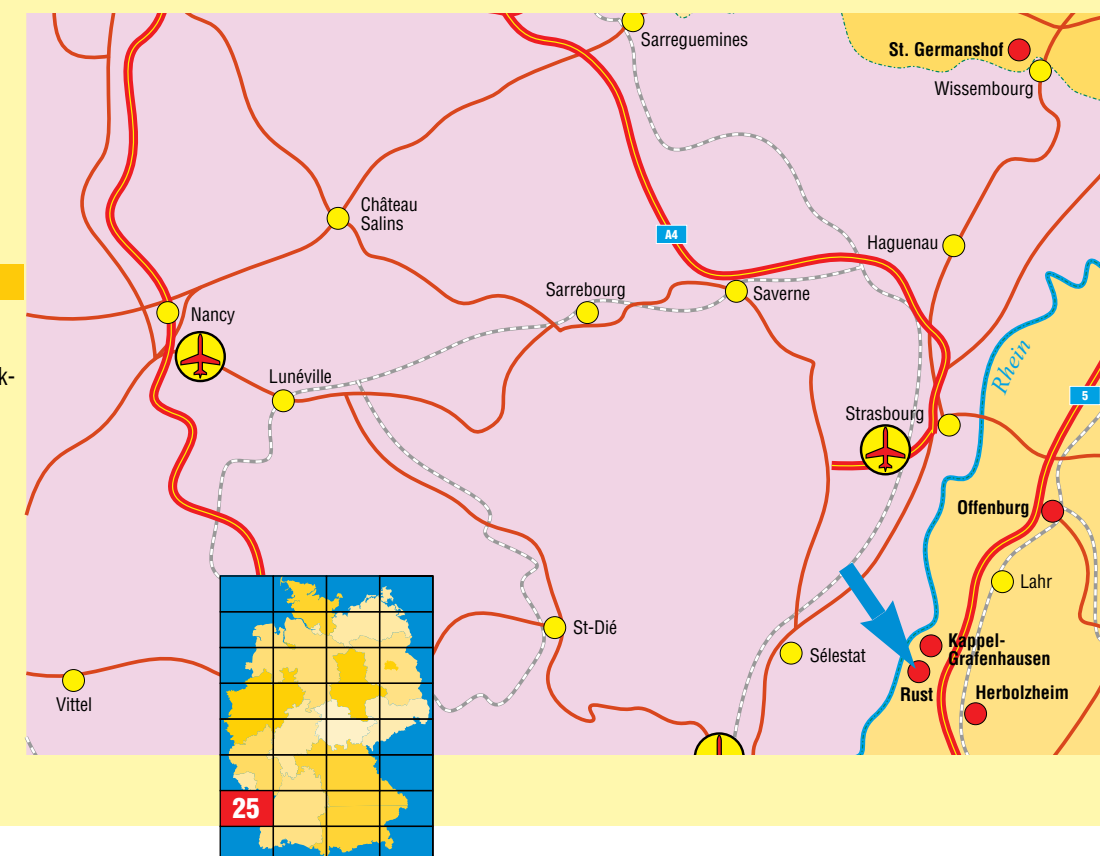 Sarreguemines
St. Germanshof
Wissembourg
Château
Salins
A4
Haguenau
Sarrebourg
Saverne
Nancy
k-
Lunéville
Rhein
5
Strasbourg
Offenburg
Lahr
St-Dié
Kappel-
Grafenhausen
Sélestat
Rust
Herbolzheim
Vittel
25